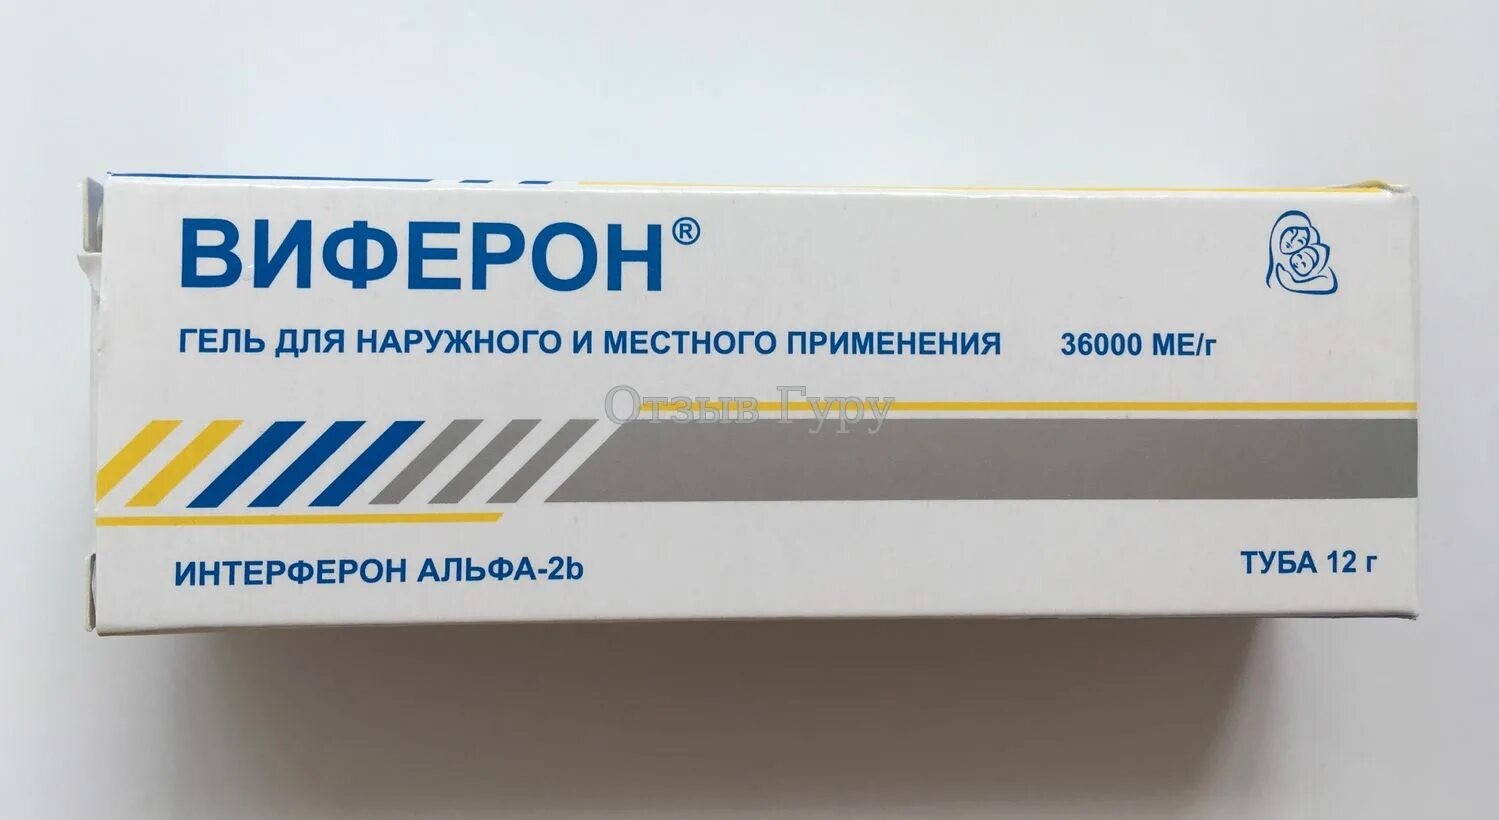 ВИФЕРОН®
ГЕЛЬ ДЛЯ НАРУЖНОГО И МЕСТНОГО ПРИМЕНЕНИЯ 36000 МЕ/г
Отзыв Гуру
ИНТЕРФЕРОН АЛЬФА-2b
ТУБА 12 г